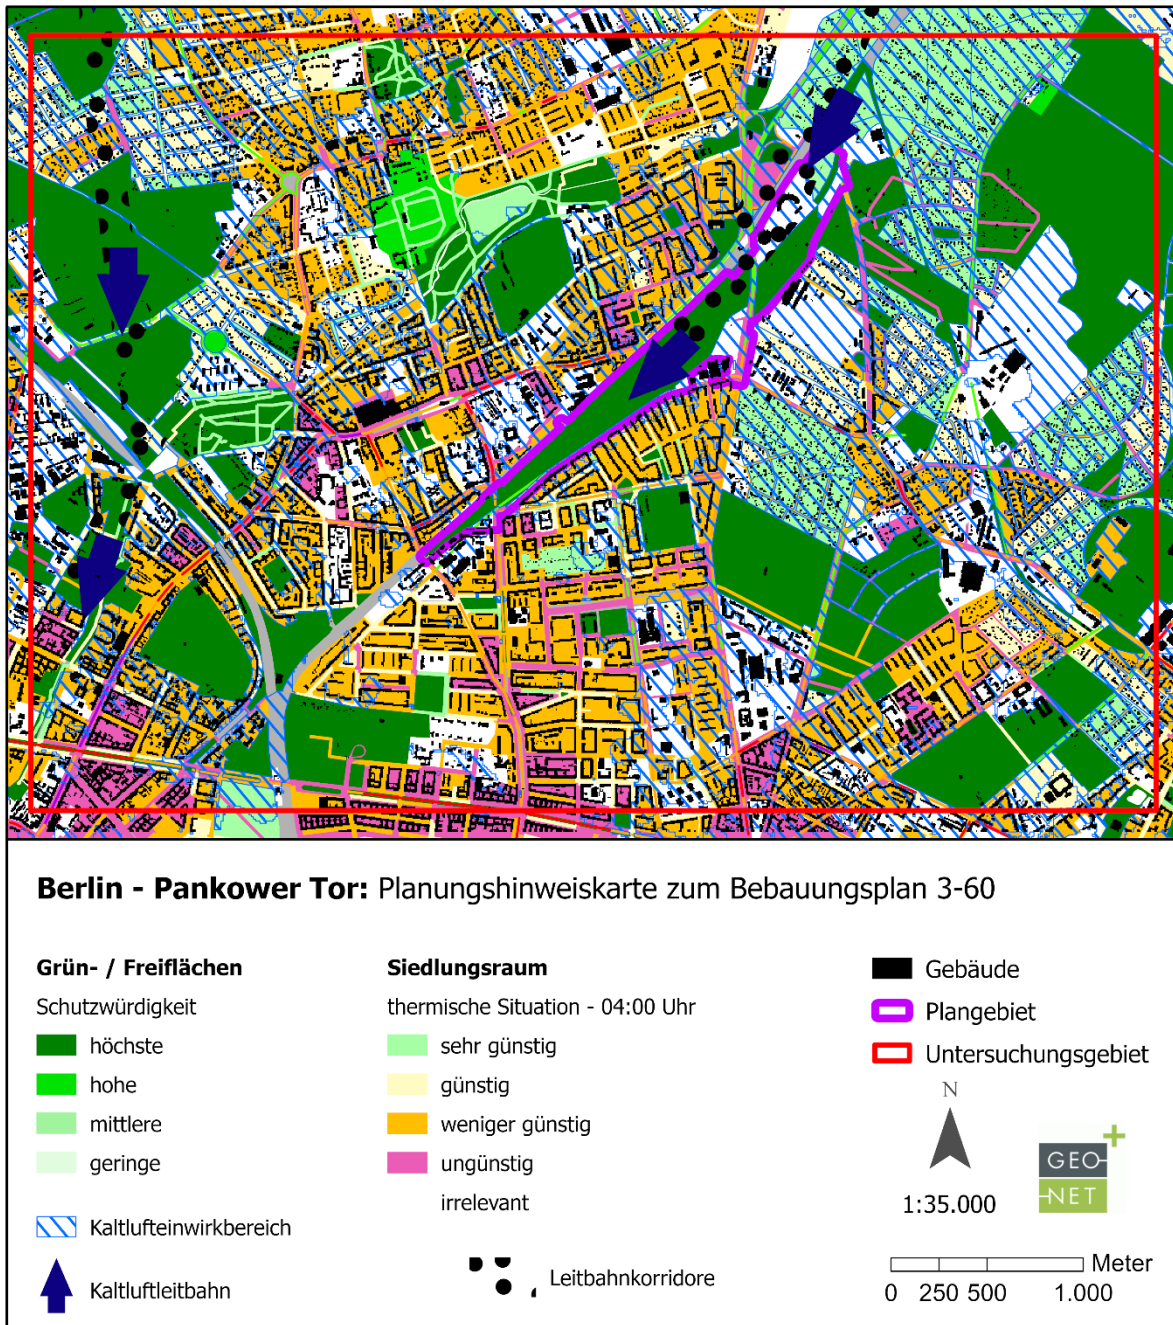 Berlin - Pankower Tor: Planungshinweiskarte zum Bebauungsplan 3-60
Grün- / Freiflächen
Schutzwürdigkeit
höchste
hohe
mittlere
geringe
Kaltlufteinwirkbereich
Kaltluftleitbahn
Siedlungsraum
thermische Situation - 04:00 Uhr
sehr günstig
günstig
weniger günstig
ungünstig
irrelevant
Leitbahnkorridore
Gebäude
Plangebiet
Untersuchungsgebiet
N
1:35.000
GEO
NET
Meter
0 250 500 1.000